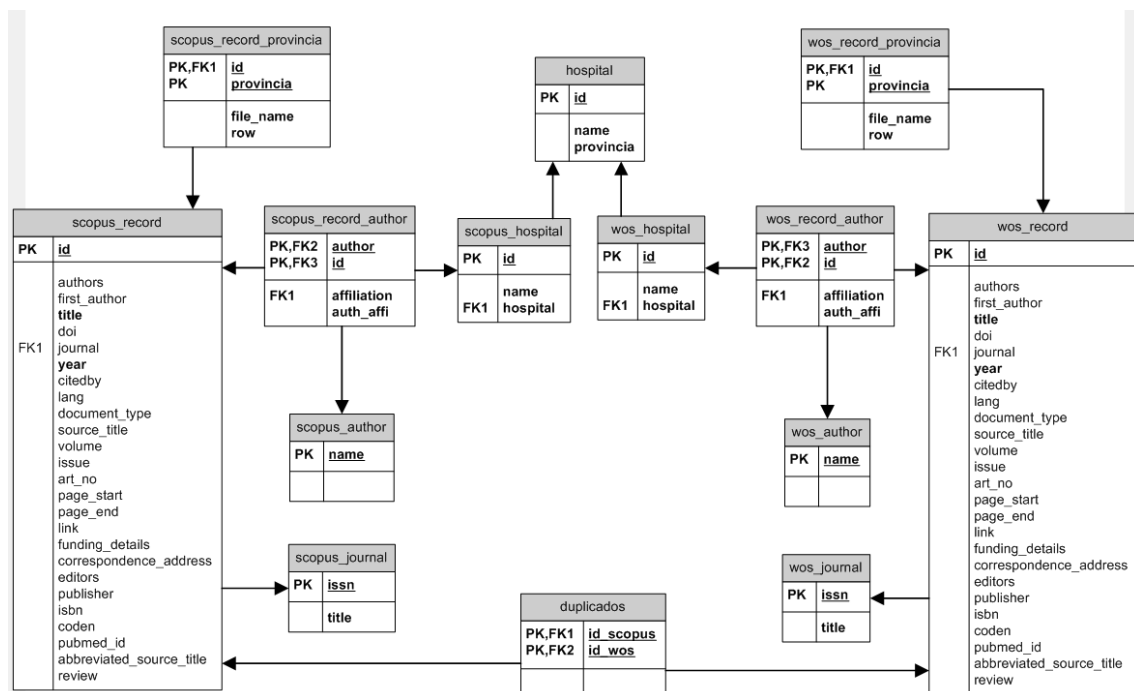 scopus_record_provincia
PK,FK1 id
PK provincia
file_name
row
hospital
PK id
name
provincia
wos_record_provincia
PK,FK1 id
PK provincia
file_name
row
scopus_record
PK id
authors
first_author
title
doi
FK1 journal
year
citedby
lang
document_type
source_title
volume
issue
art_no
page_start
page_end
link
funding_details
correspondence_address
editors
publisher
isbn
coden
pubmed_id
abbreviated_source_title
review
scopus_record_author
PK,FK2 author
PK,FK3 id
FK1 affiliation
auth_affi
scopus_hospital
PK id
name
FK1 hospital
wos_hospital
PK id
name
FK1 hospital
wos_record_author
PK,FK3 author
PK,FK2 id
FK1 affiliation
auth_affi
wos_record
PK id
authors
first_author
title
doi
FK1 journal
year
citedby
lang
document_type
source_title
volume
issue
art_no
page_start
page_end
link
funding_details
correspondence_address
editors
publisher
isbn
coden
pubmed_id
abbreviated_source_title
review
scopus_author
PK name
wos_author
PK name
scopus_journal
PK issn
title
wos_journal
PK issn
title
duplicados
PK,FK1 id_scopus
PK,FK2 id_wos